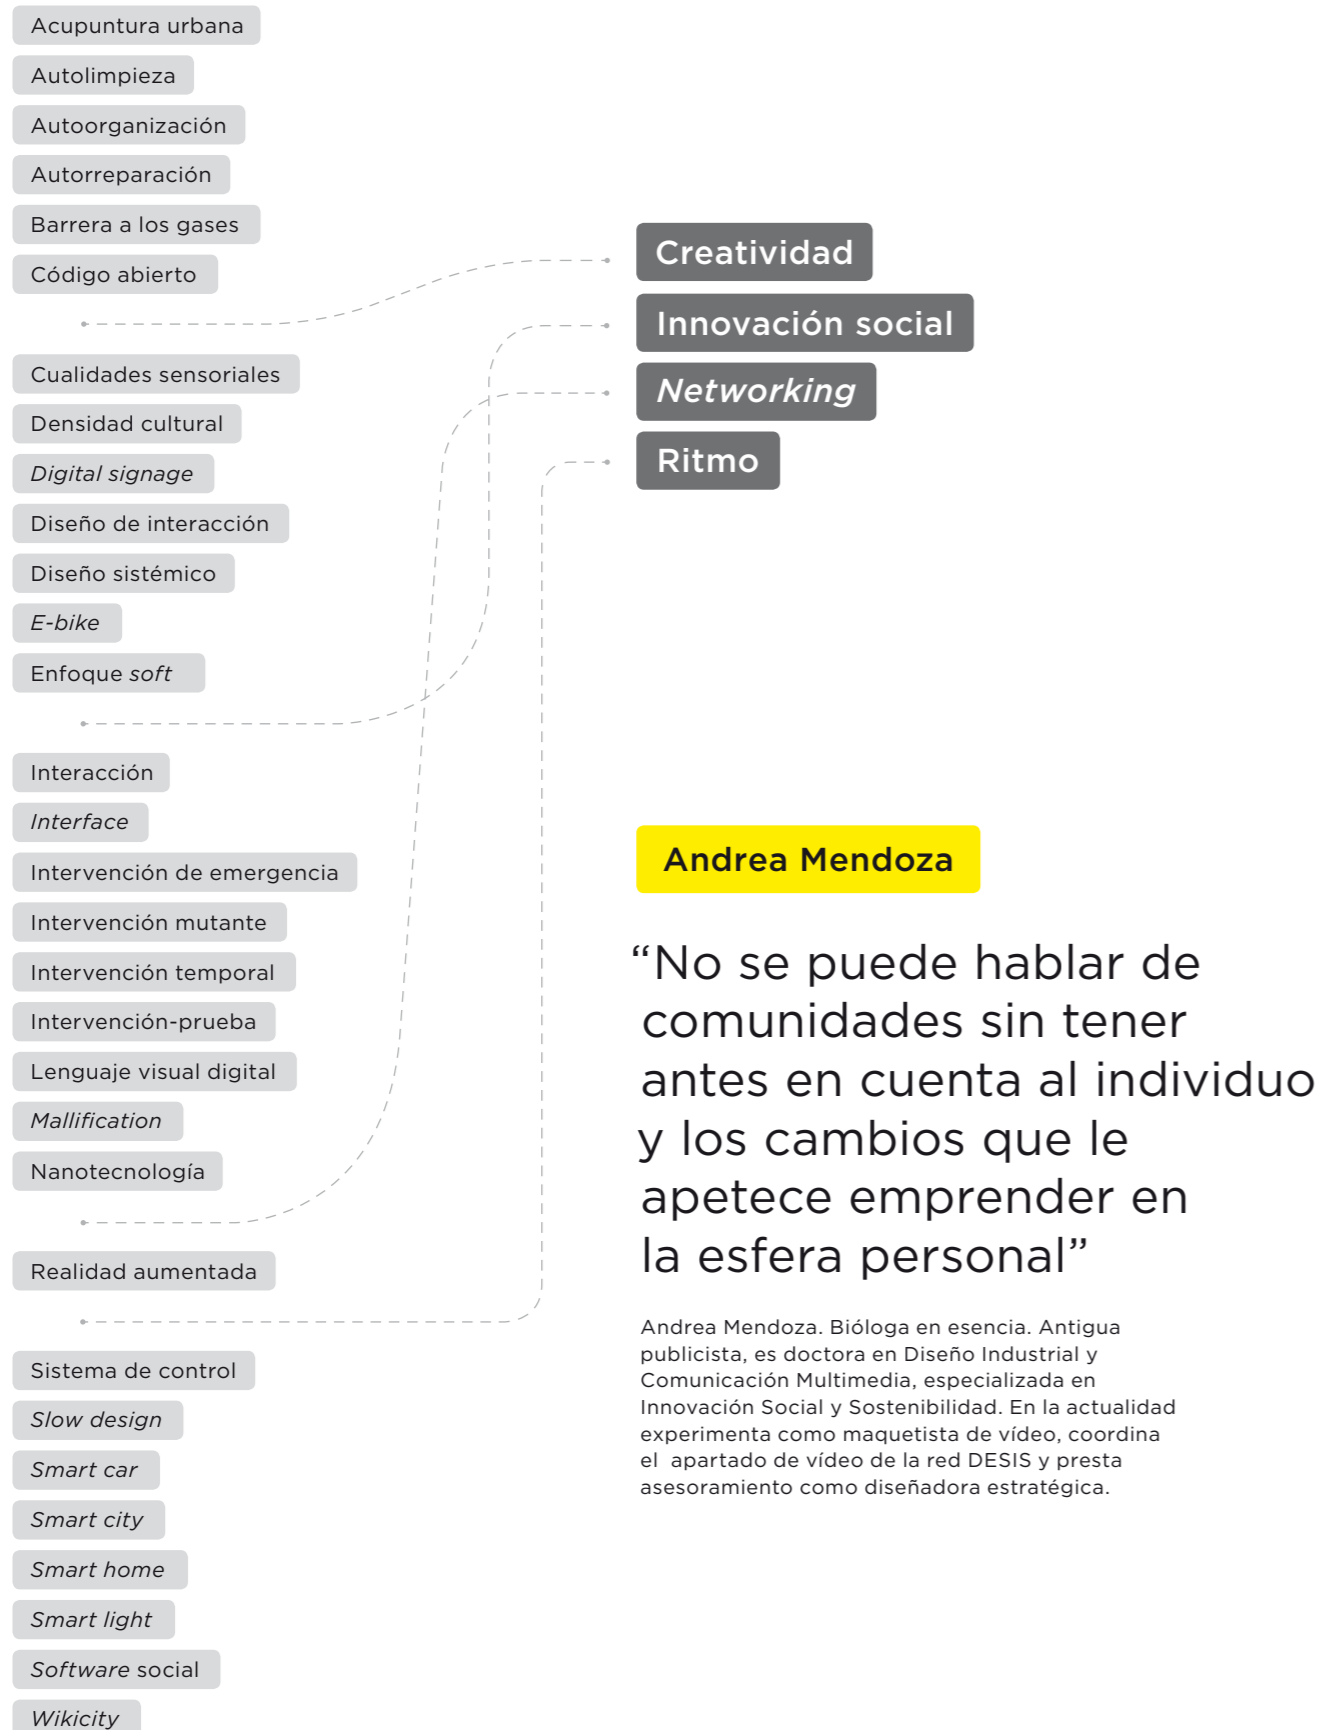 Acupuntura urbana
Autolimpieza
Autoorganización
Autorreparación
Barrera a los gases
Código abierto
Cualidades sensoriales
Densidad cultural
Digital signage
Diseño de interacción
Diseño sistémico
E-bike
Enfoque soft
Interacción
Interface
Intervención de emergencia
Intervención mutante
Intervención temporal
Intervención-prueba
Lenguaje visual digital
Mallification
Nanotecnología
Realidad aumentada
Sistema de control
Slow design
Smart car
Smart city
Smart home
Smart light
Software social
Wikicity
Creatividad
Innovación social
Networking
Ritmo
Andrea Mendoza
“No se puede hablar de
comunidades sin tener
antes en cuenta al individuo
y los cambios que le
apetece emprender en
la esfera personal”
Andrea Mendoza. Bióloga en esencia. Antigua
publicista, es doctora en Diseño Industrial y
Comunicación Multimedia, especializada en
Innovación Social y Sostenibilidad. En la actualidad
experimenta como maquetista de vídeo, coordina
el apartado de vídeo de la red DESIS y presta
asesoramiento como diseñadora estratégica.